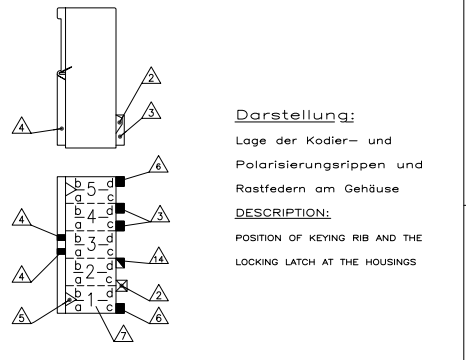 2
3
4
Darstellung:
Lage der Kodier- und
Polarisierungsrippen und
Rastfedern am Gehäuse
DESCRIPTION:
POSITION OF KEYING RIB AND THE
LOCKING LATCH AT THE HOUSINGS
6
b d
5
a c
b d
4
a c
3
4
b d
3
a c
4
14
b d
2
a c
2
b d
1
a c
5
6
7